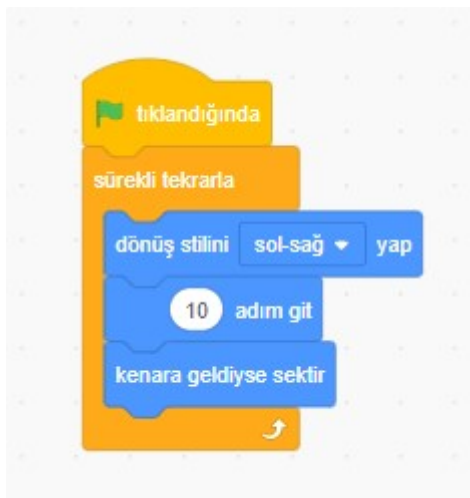 tıklandığında
sürekli tekrarla
dönüş stilini sol-sağ yap
10 adım git
kenara geldiyse sektir